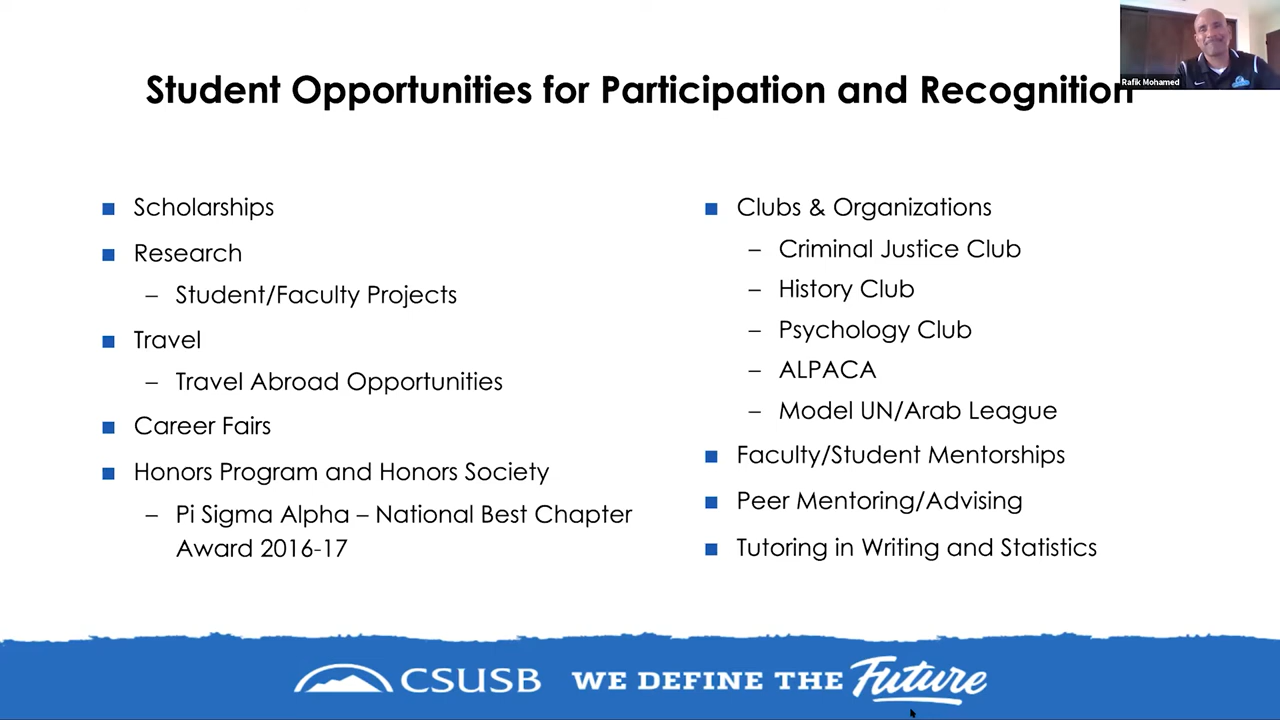 Rafik Mohamed
Student Opportunities for Participation and Recognition
Scholarships
Research
– Student/Faculty Projects
Travel
– Travel Abroad Opportunities
Career Fairs
Honors Program and Honors Society
– Pi Sigma Alpha – National Best Chapter
Award 2016-17
Clubs & Organizations
– Criminal Justice Club
– History Club
– Psychology Club
– ALPACA
– Model UN/Arab League
Faculty/Student Mentorships
Peer Mentoring/Advising
Tutoring in Writing and Statistics
CSUSB WE DEFINE THE Future